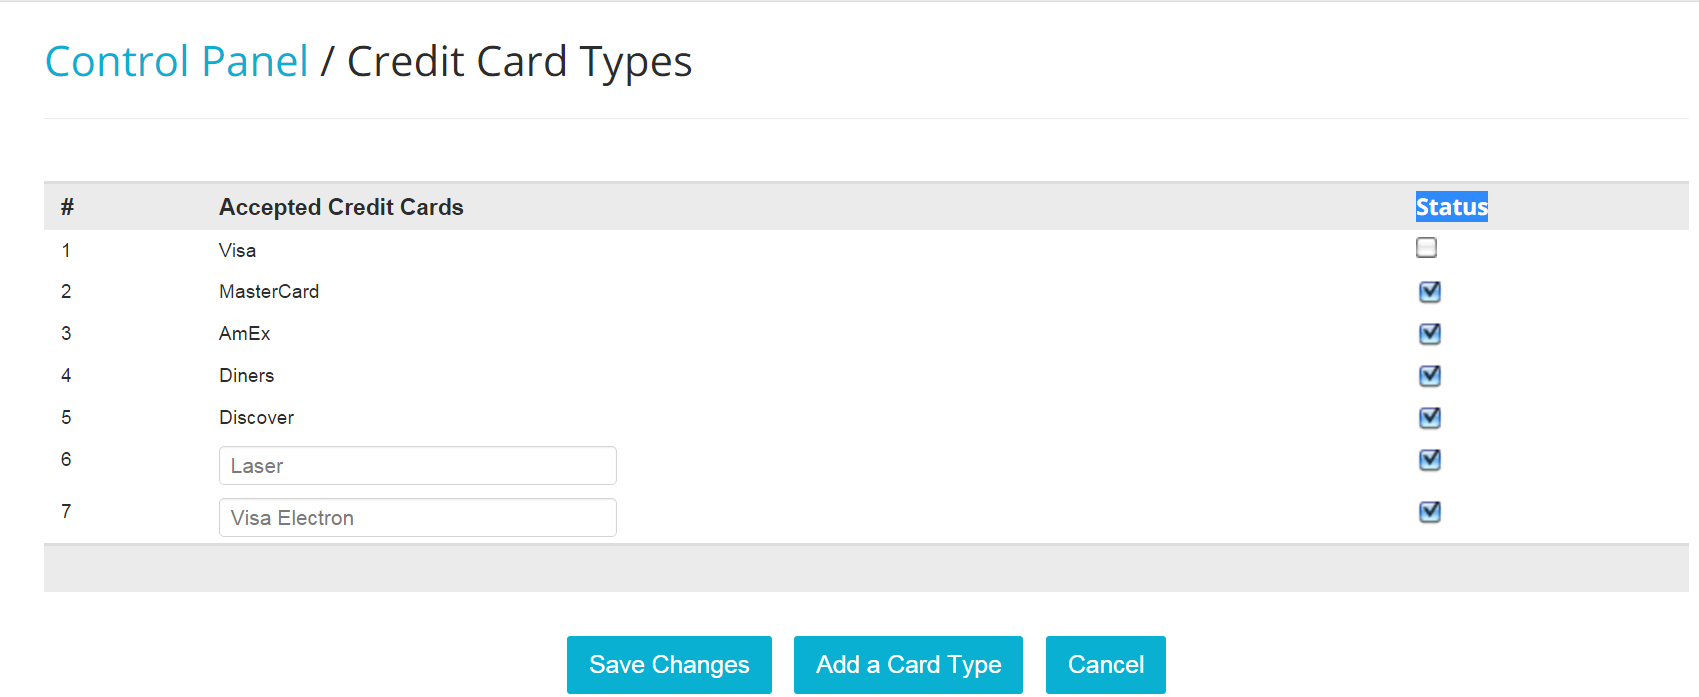 Control Panel / Credit Card Types
# Accepted Credit Cards Status
1 Visa
2 MasterCard
3 AmEx
4 Diners
5 Discover
6 Laser
7 Visa Electron
Save Changes Add a Card Type Cancel